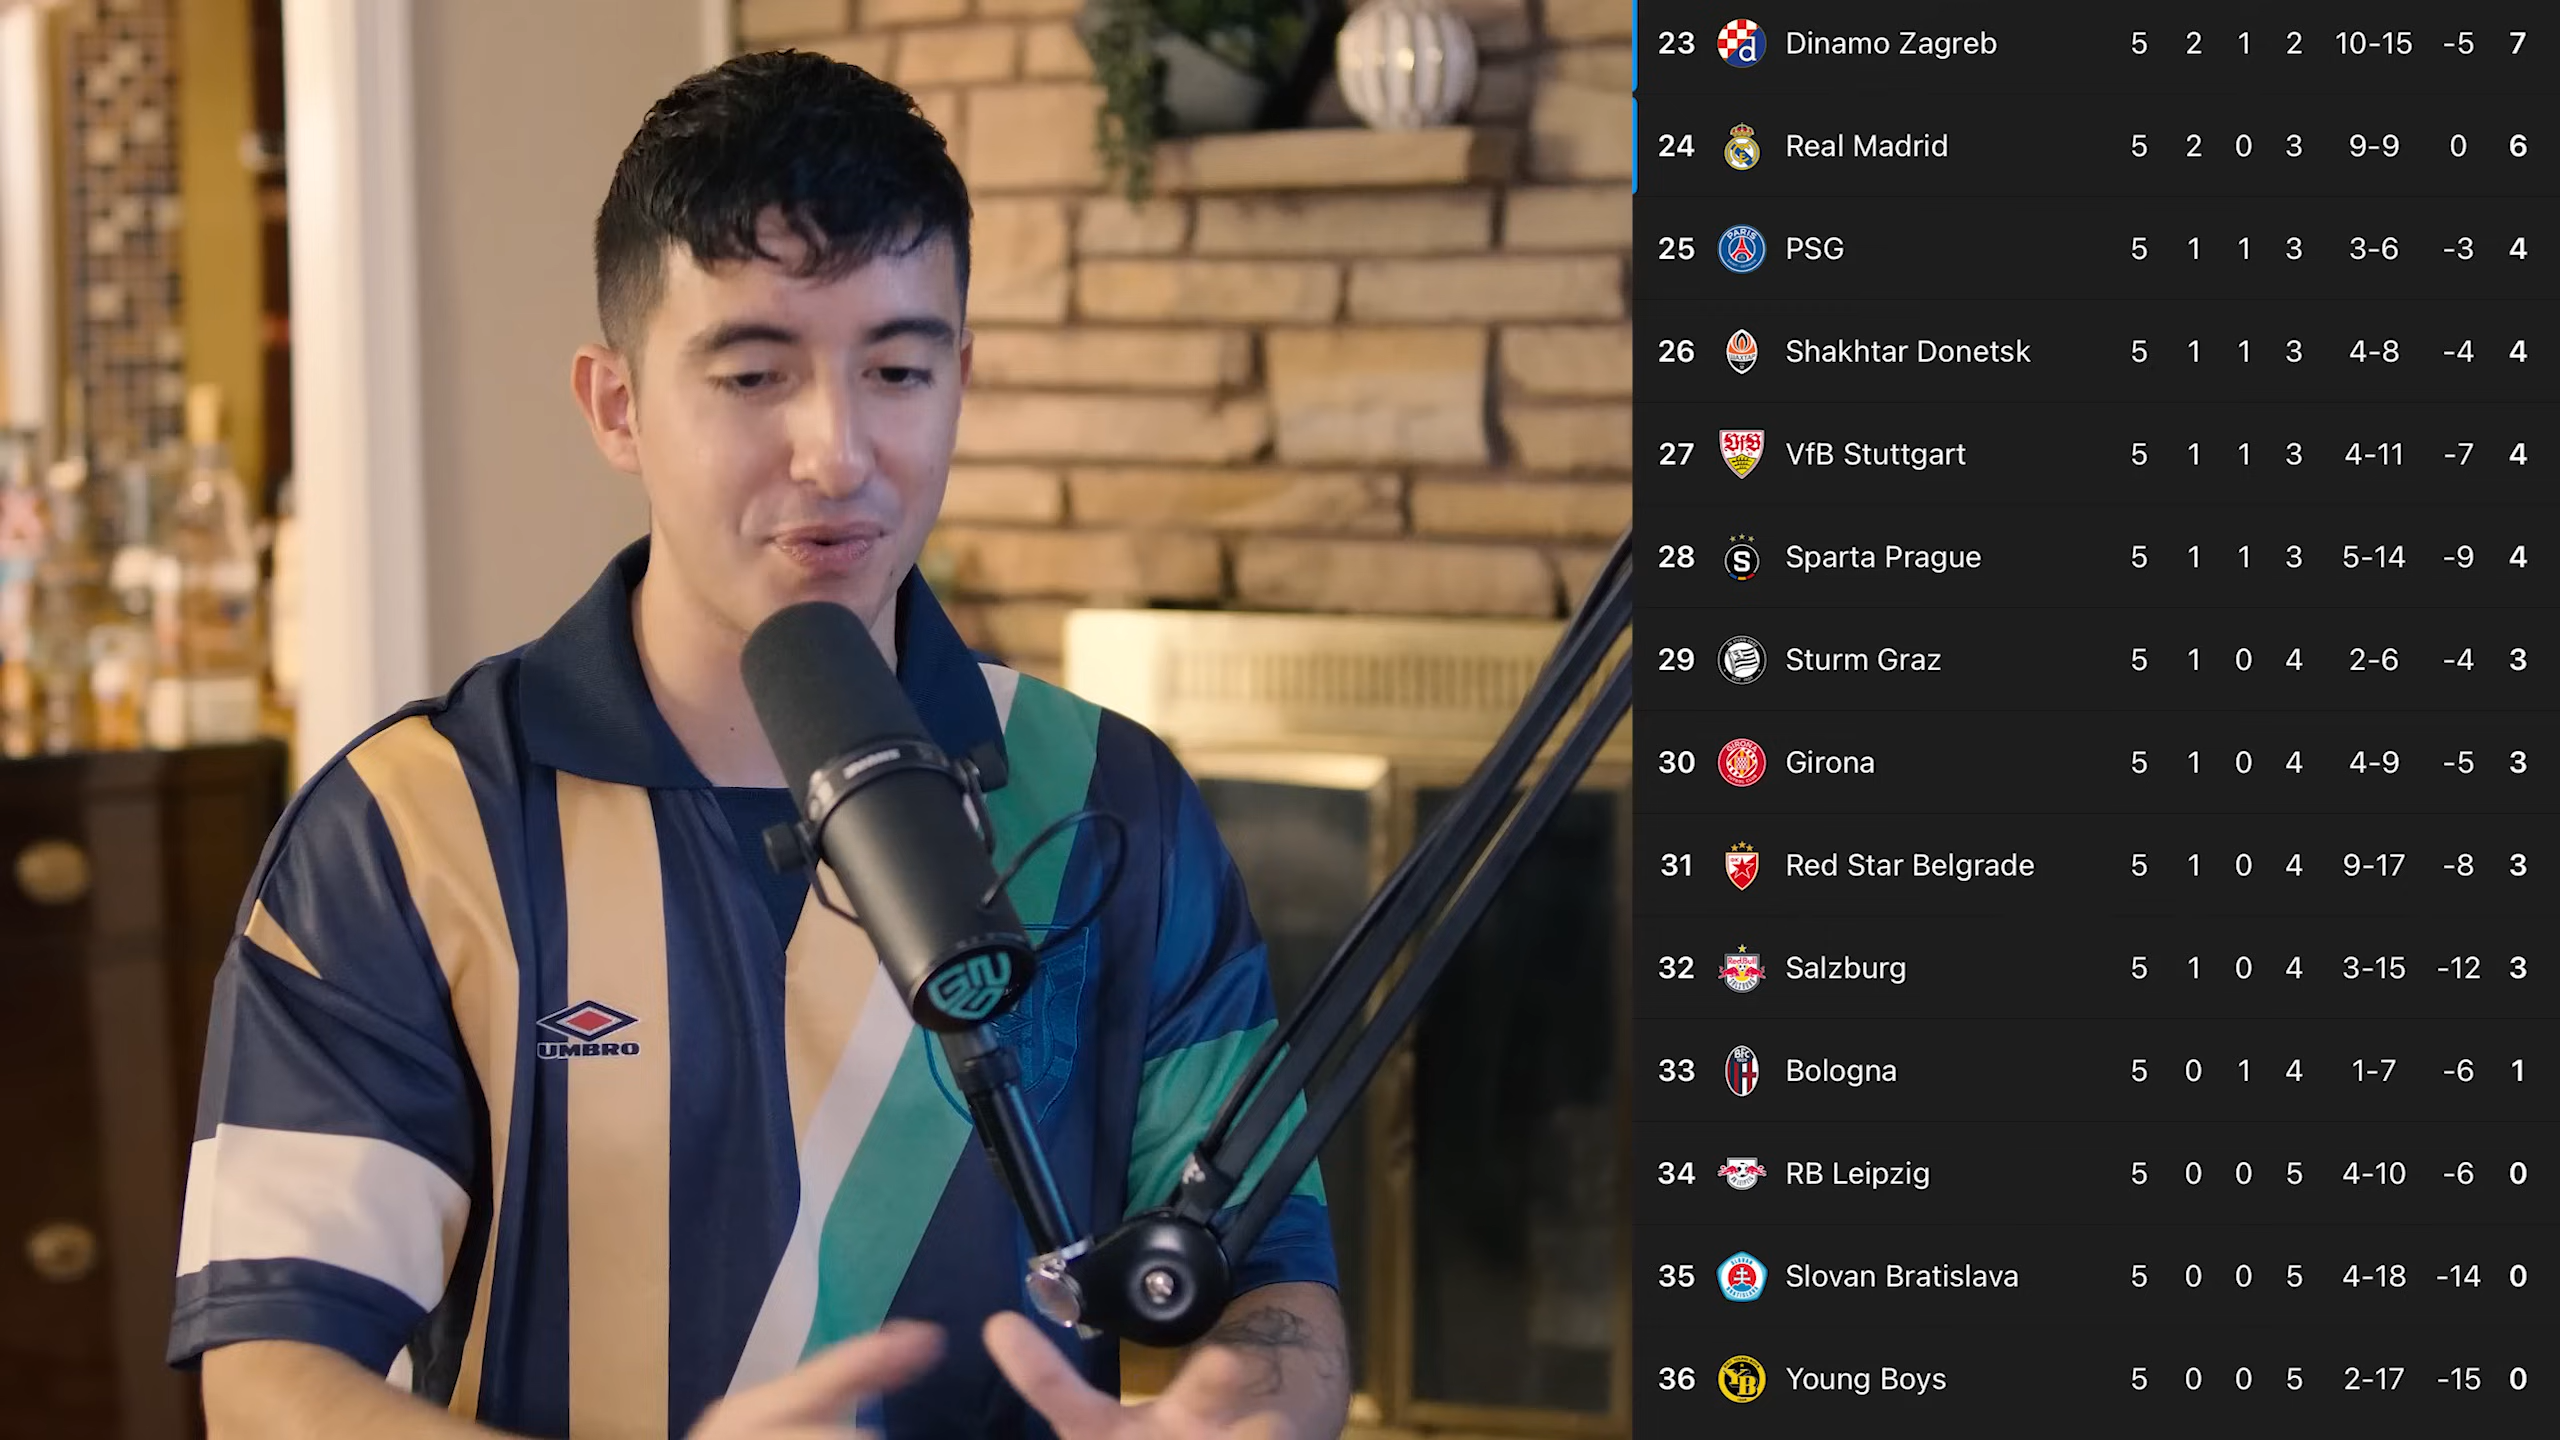 UMBRO
23 Dinamo Zagreb 5 2 1 2 10-15 -5 7
24 Real Madrid 5 2 0 3 9-9 0 6
25 PSG 5 1 1 3 3-6 -3 4
26 Shakhtar Donetsk 5 1 1 3 4-8 -4 4
27 VfB Stuttgart 5 1 1 3 4-11 -7 4
28 Sparta Prague 5 1 1 3 5-14 -9 4
29 Sturm Graz 5 1 0 4 2-6 -4 3
30 Girona 5 1 0 4 4-9 -5 3
31 Red Star Belgrade 5 1 0 4 9-17 -8 3
32 Salzburg 5 1 0 4 3-15 -12 3
33 Bologna 5 0 1 4 1-7 -6 1
34 RB Leipzig 5 0 0 5 4-10 -6 0
35 Slovan Bratislava 5 0 0 5 4-18 -14 0
36 Young Boys 5 0 0 5 2-17 -15 0